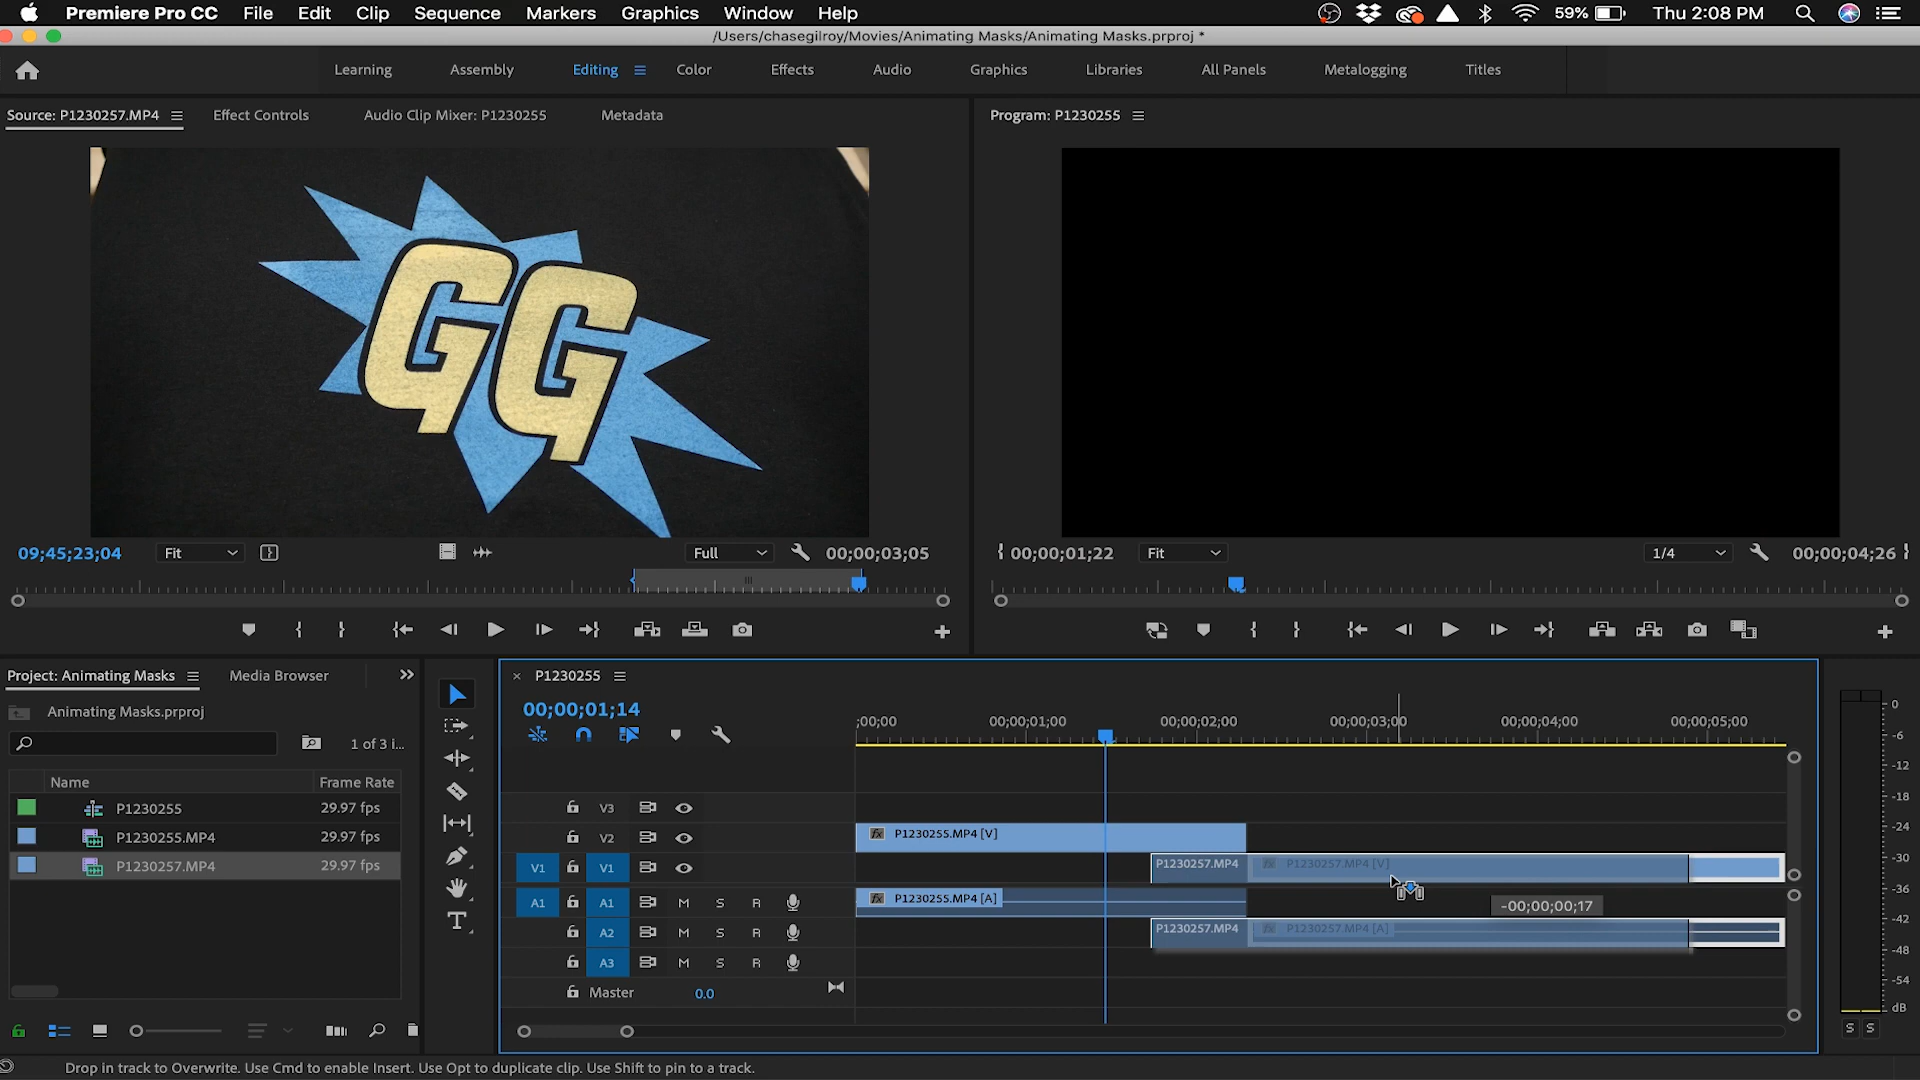 Premiere Pro CC File Edit Clip Sequence Markers Graphics Window Help 59% Thu 2:08 PM
/Users/chasegilroy/Movies/Animating Masks/Animating Masks.prproj *
Learning Assembly Editing Color Effects Audio Graphics Libraries All Panels Metalogging Titles
Source: P1230257.MP4 Effect Controls Audio Clip Mixer: P1230255 Metadata
Program: P1230255
GG
09;45;23;04 Fit Full 00;00;03;05
00;00;01;22 Fit 1/4 00;00;04;26
Project: Animating Masks Media Browser
Animating Masks.prproj
1 of 3 i...
Name Frame Rate
P1230255 29.97 fps
P1230255.MP4 29.97 fps
P1230257.MP4 29.97 fps
× P1230255
00;00;01;14
;00;00 00;00;01;00 00;00;02;00 00;00;03;00 00;00;04;00 00;00;05;00
V3
V2 fx P1230255.MP4 [V]
V1 V1 P1230257.MP4 fx P1230257.MP4 [V]
A1 A1 M S R fx P1230255.MP4 [A]
-00;00;00;17
A2 M S R P1230257.MP4 fx P1230257.MP4 [A]
A3 M S R
Master 0.0
0
-6
-12
-18
-24
-30
-36
-42
-48
-54
dB
S S
Drop in track to Overwrite. Use Cmd to enable Insert. Use Opt to duplicate clip. Use Shift to pin to a track.